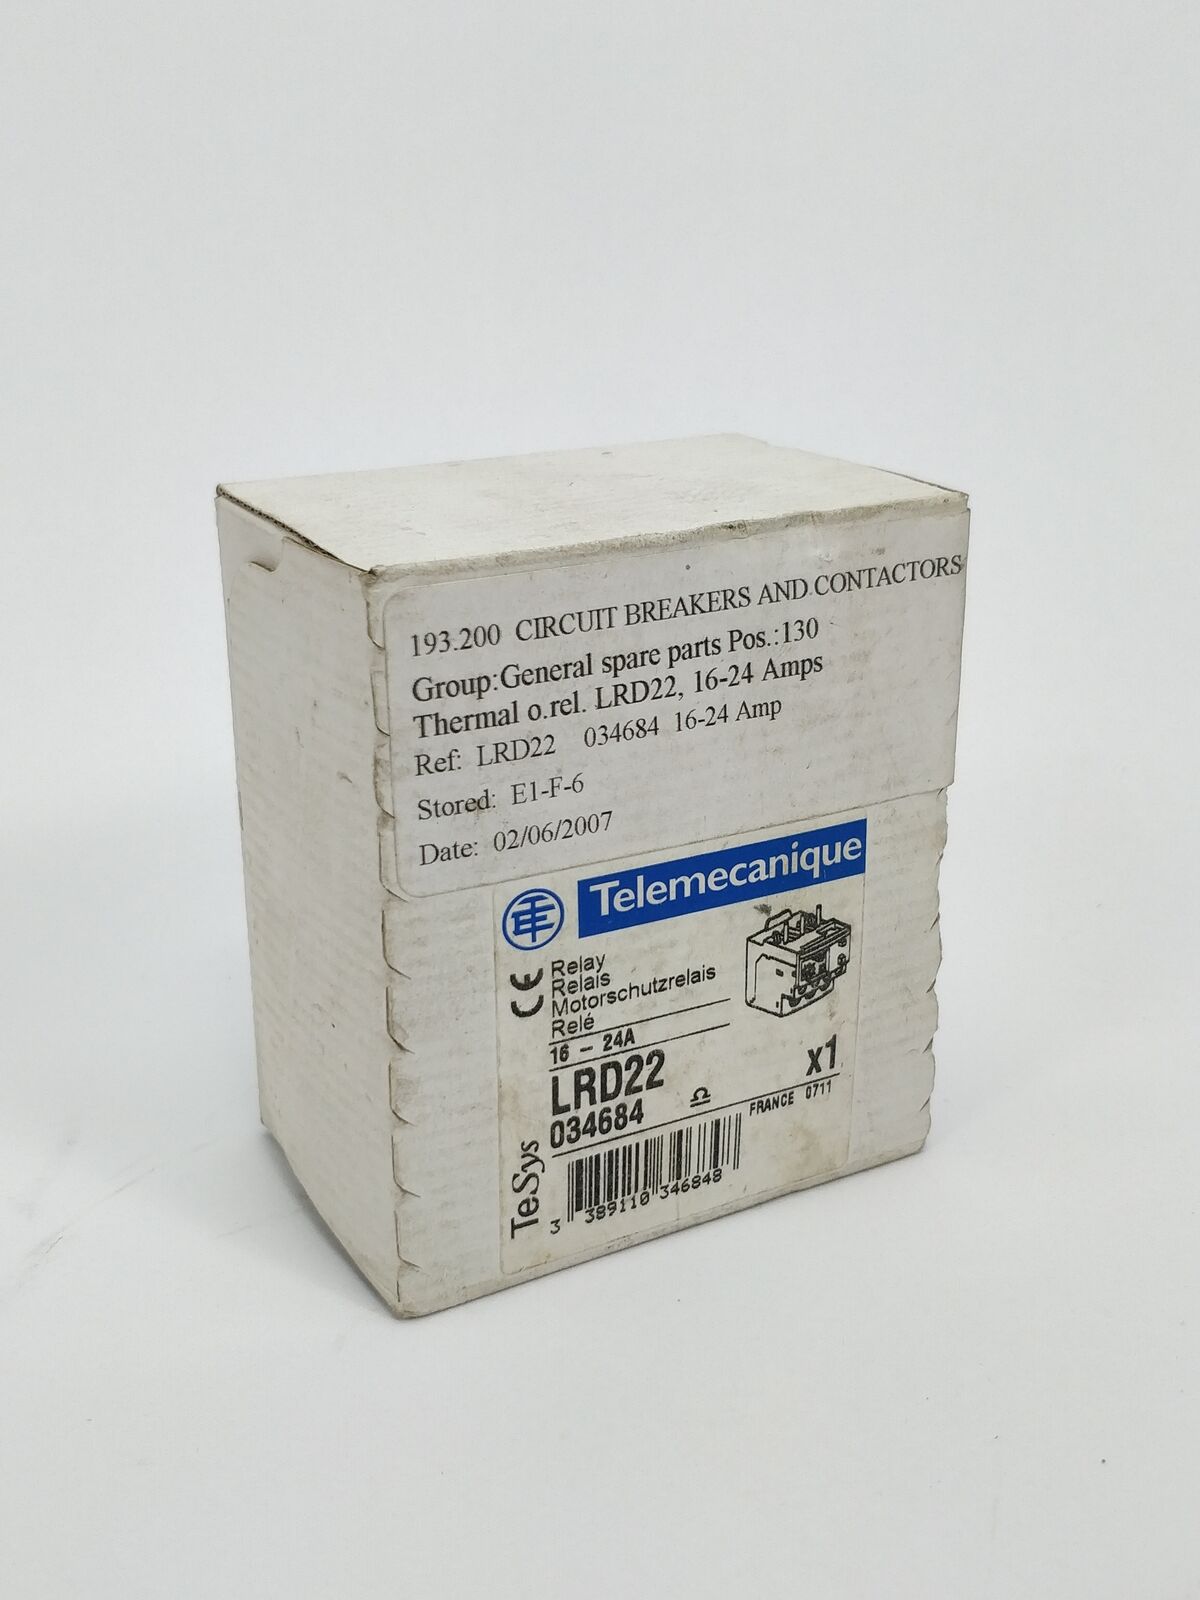 193.200 CIRCUIT BREAKERS AND CONTACTORS
Group:General spare parts Pos.:130
Thermal o.rel. LRD22, 16-24 Amps
Ref: LRD22 034684 16-24 Amp
Stored: E1-F-6
Date: 02/06/2007
Telemecanique
CE
Relay
Relais
Motorschutzrelais
Relé
16 – 24A
LRD22 x1
034684 FRANCE 0711
TeSys
3 389110 346848